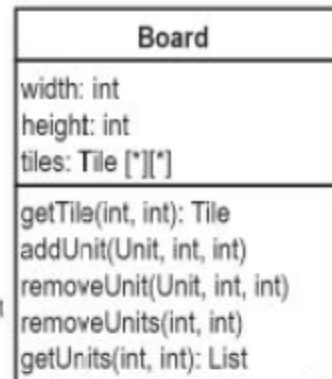 Board
width: int
height: int
tiles: Tile [*][*]
getTile(int, int): Tile
addUnit(Unit, int, int)
removeUnit(Unit, int, int)
removeUnits(int, int)
getUnits(int, int): List